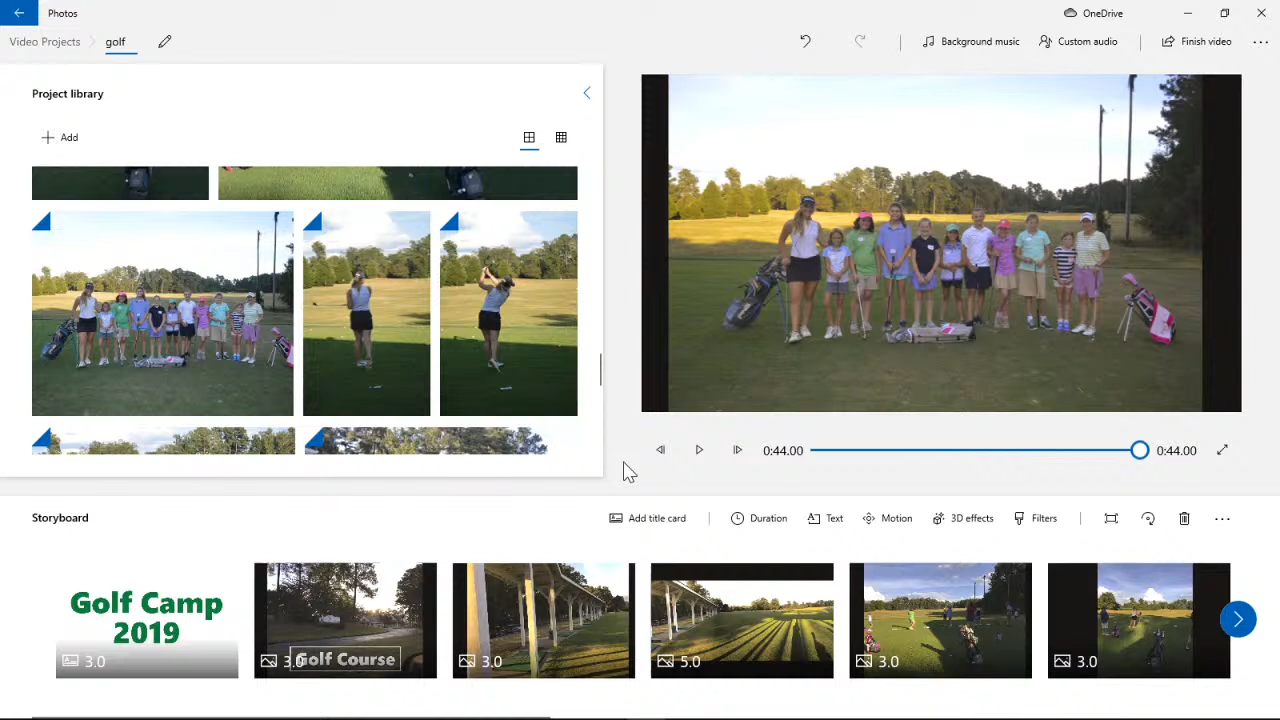 Photos
OneDrive
Video Projects
golf
Background music
Custom audio
Finish video
Project library
Add
0:44.00
0:44.00
Storyboard
Add title card
Duration
Text
Motion
3D effects
Filters
Golf Camp
2019
Golf Course
3.0
3.0
3.0
5.0
3.0
3.0